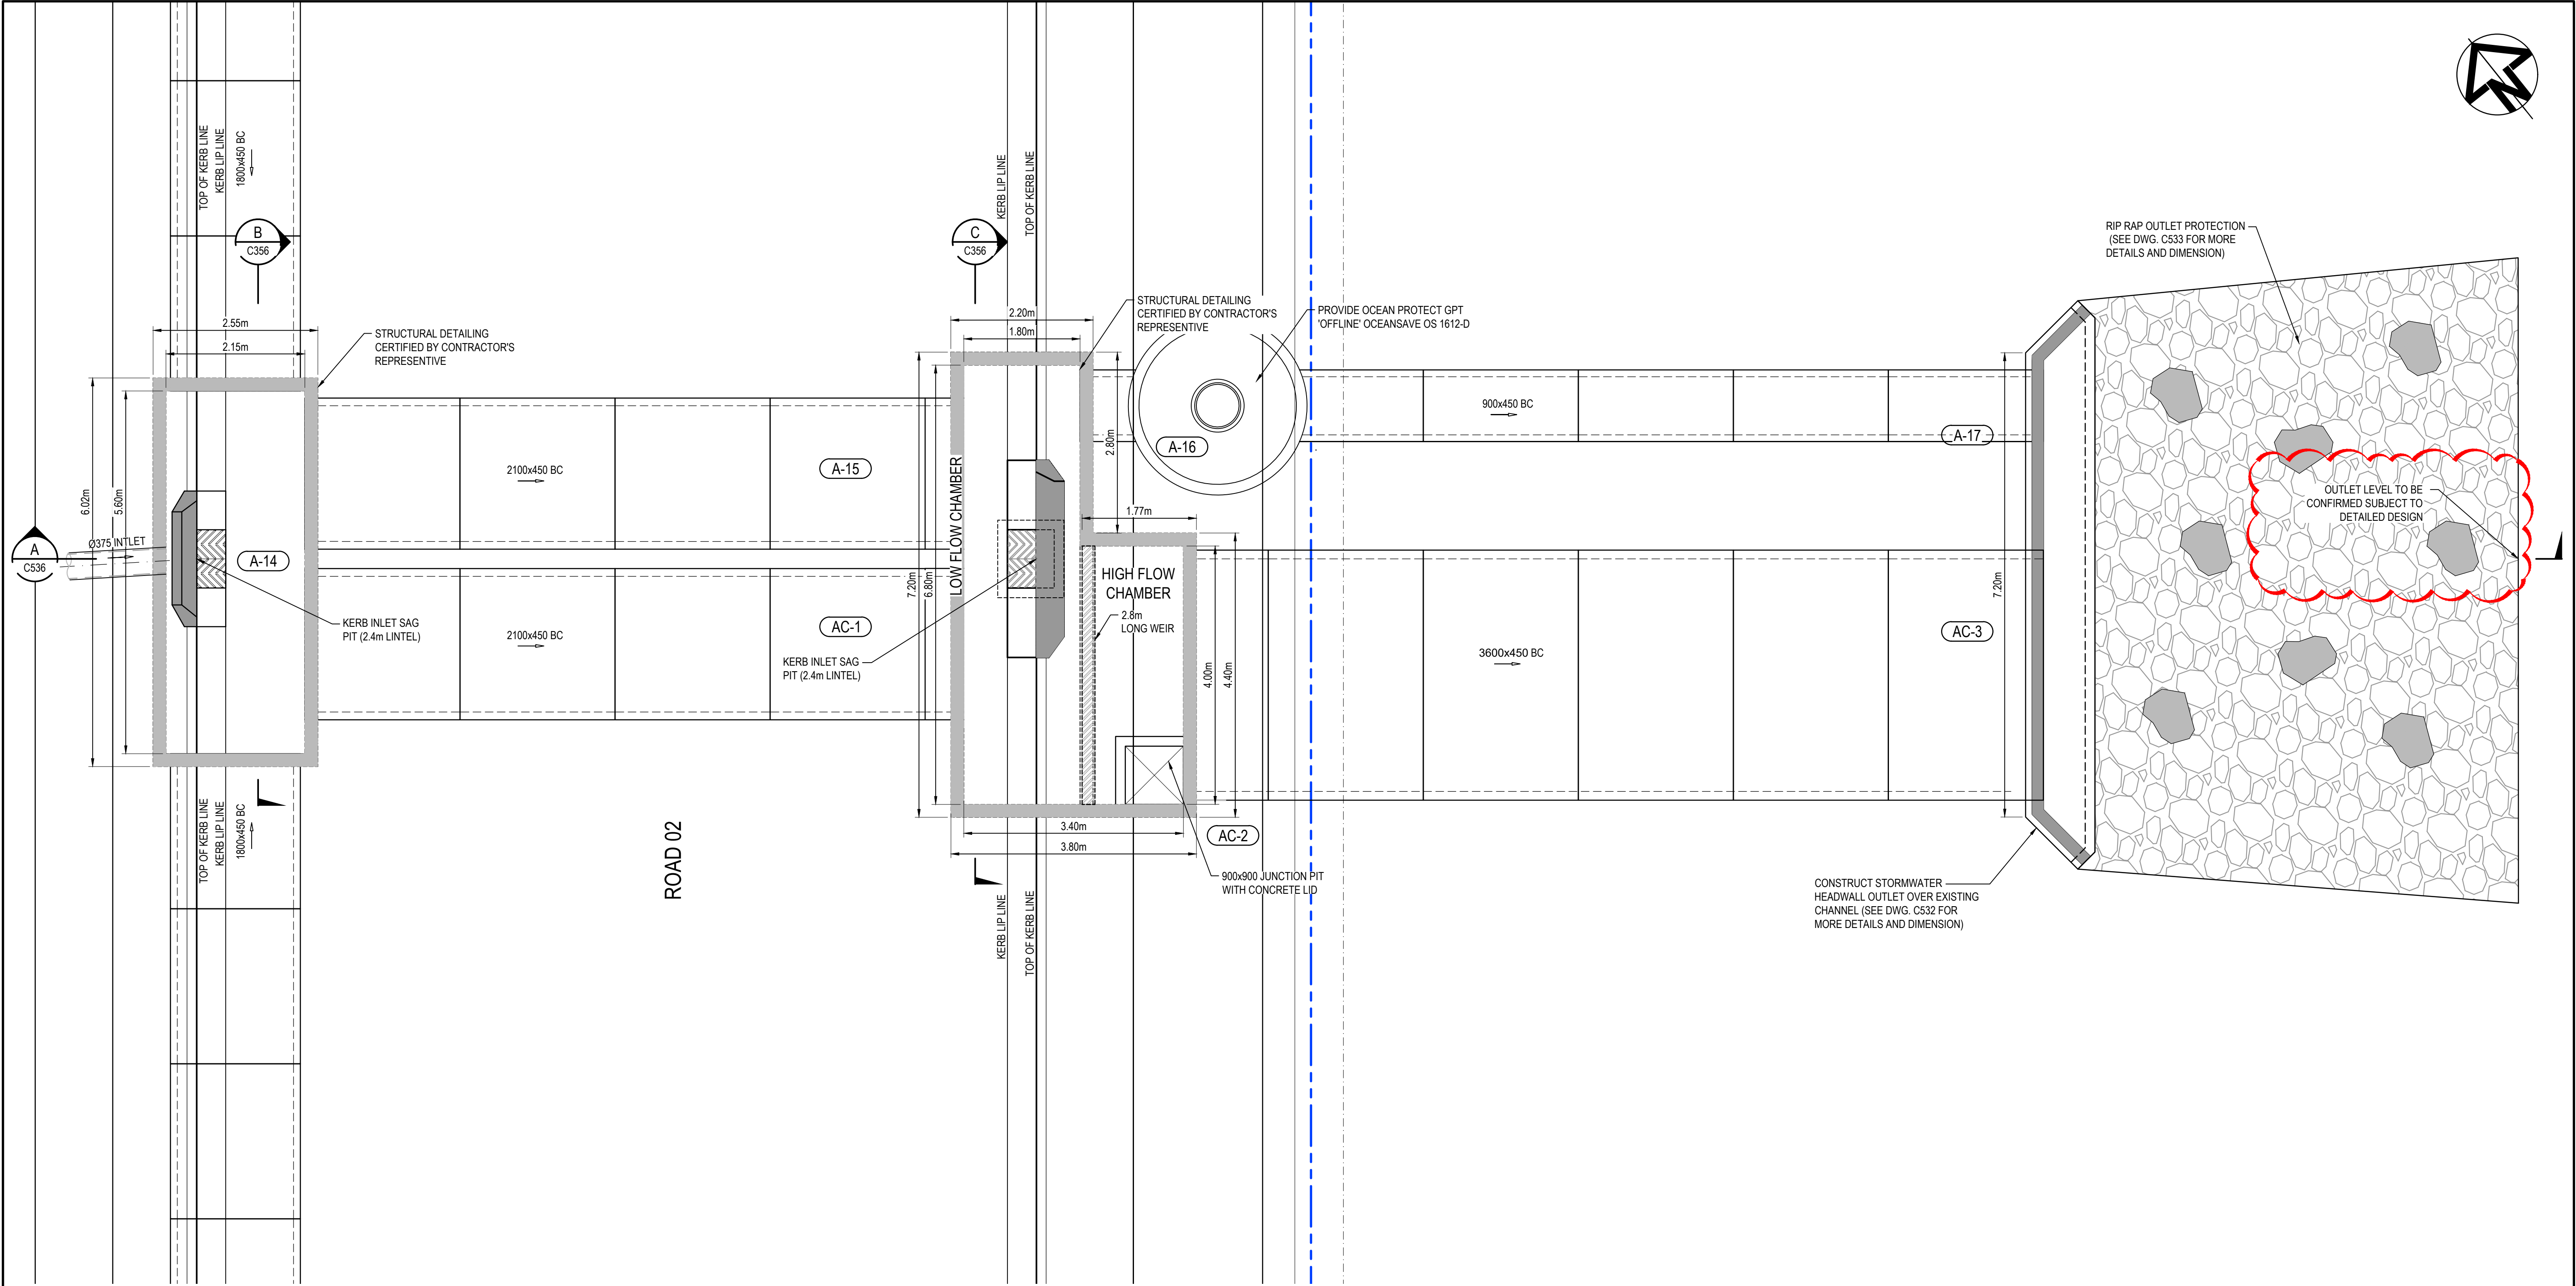 N
TOP OF KERB LINE
KERB LIP LINE
1800x450 BC
B
C356
C
C356
KERB LIP LINE
TOP OF KERB LINE
RIP RAP OUTLET PROTECTION
(SEE DWG. C533 FOR MORE
DETAILS AND DIMENSION)
2.55m
2.15m
STRUCTURAL DETAILING
CERTIFIED BY CONTRACTOR'S
REPRESENTIVE
2.20m
1.80m
STRUCTURAL DETAILING
CERTIFIED BY CONTRACTOR'S
REPRESENTIVE
PROVIDE OCEAN PROTECT GPT
'OFFLINE' OCEANSAVE OS 1612-D
6.02m
5.60m
2100x450 BC
A-15
LOW FLOW CHAMBER
2.80m
A-16
900x450 BC
A-17
1.77m
OUTLET LEVEL TO BE
CONFIRMED SUBJECT TO
DETAILED DESIGN
A
C536
Ø375 INTLET
A-14
7.20m
6.80m
HIGH FLOW
CHAMBER
2.8m
LONG WEIR
7.20m
KERB INLET SAG
PIT (2.4m LINTEL)
2100x450 BC
AC-1
KERB INLET SAG
PIT (2.4m LINTEL)
4.00m
4.40m
3600x450 BC
AC-3
TOP OF KERB LINE
KERB LIP LINE
1800x450 BC
ROAD 02
3.40m
3.80m
AC-2
900x900 JUNCTION PIT
WITH CONCRETE LID
KERB LIP LINE
TOP OF KERB LINE
CONSTRUCT STORMWATER
HEADWALL OUTLET OVER EXISTING
CHANNEL (SEE DWG. C532 FOR
MORE DETAILS AND DIMENSION)